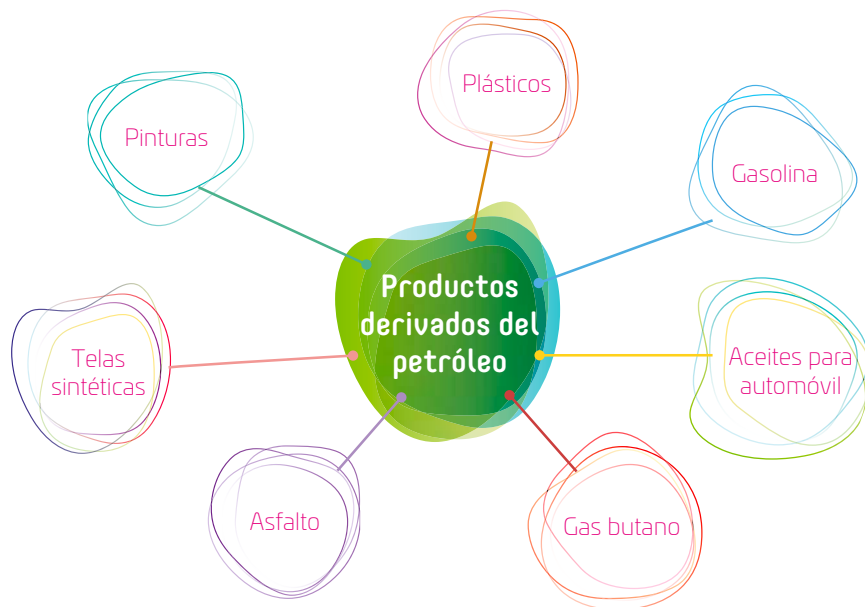 Plásticos
Pinturas
Gasolina
Productos
derivados del
petróleo
Telas
sintéticas
Aceites para
automóvil
Asfalto
Gas butano